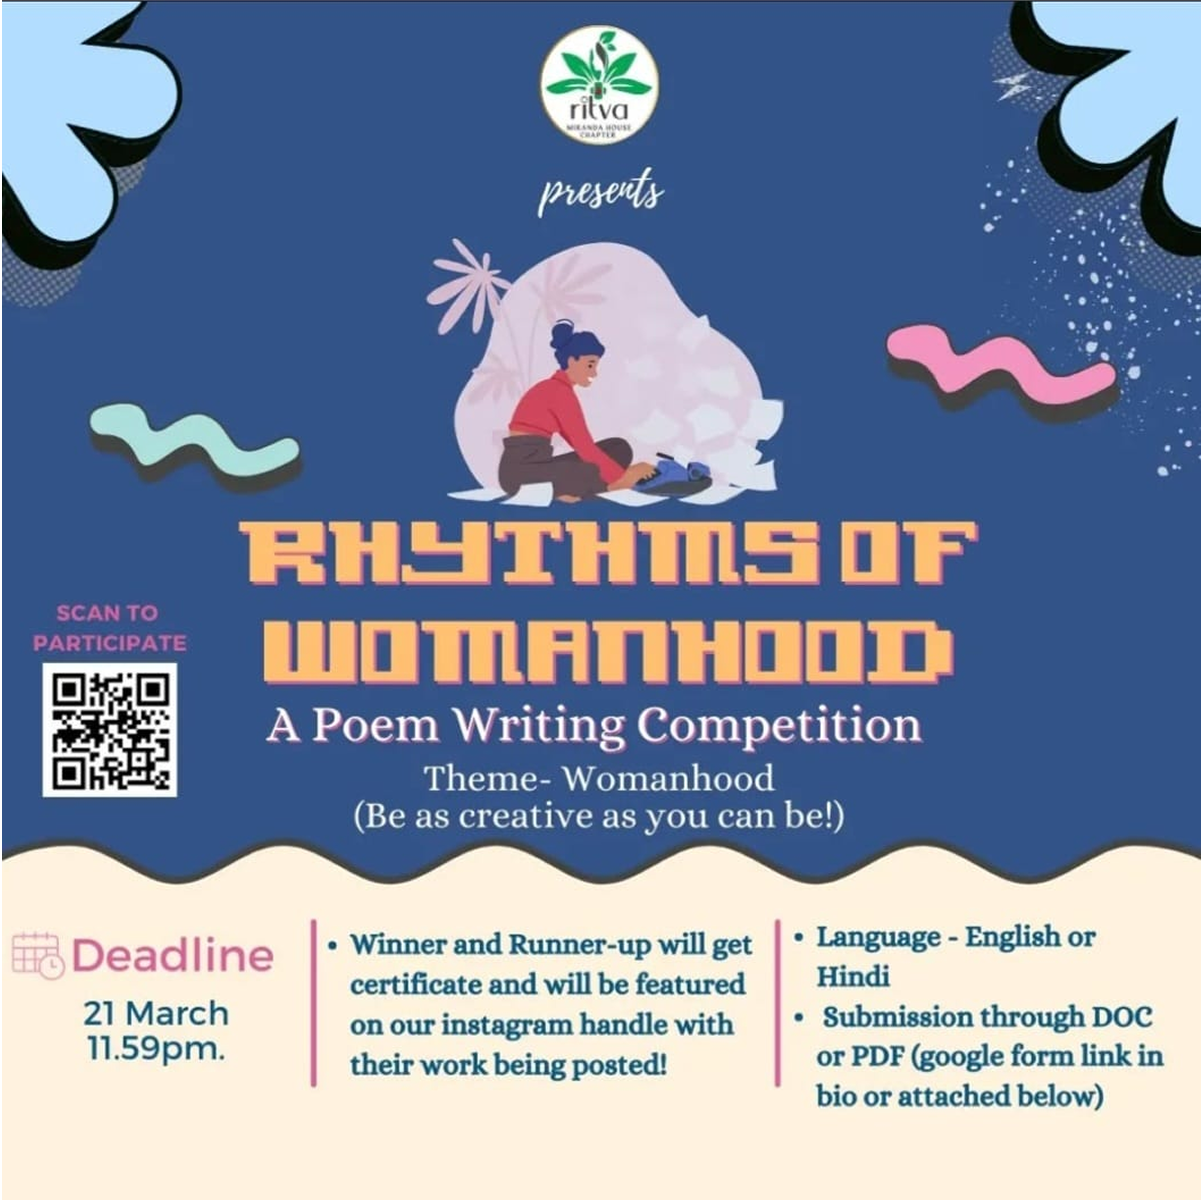 ritva
MIRANDA HOUSE
CHAPTER
presents
RHYTHMS OF
WOMANHOOD
SCAN TO
PARTICIPATE
A Poem Writing Competition
Theme- Womanhood
(Be as creative as you can be!)
Deadline
21 March
11.59pm.
• Winner and Runner-up will get
certificate and will be featured
on our instagram handle with
their work being posted!
• Language - English or
Hindi
• Submission through DOC
or PDF (google form link in
bio or attached below)